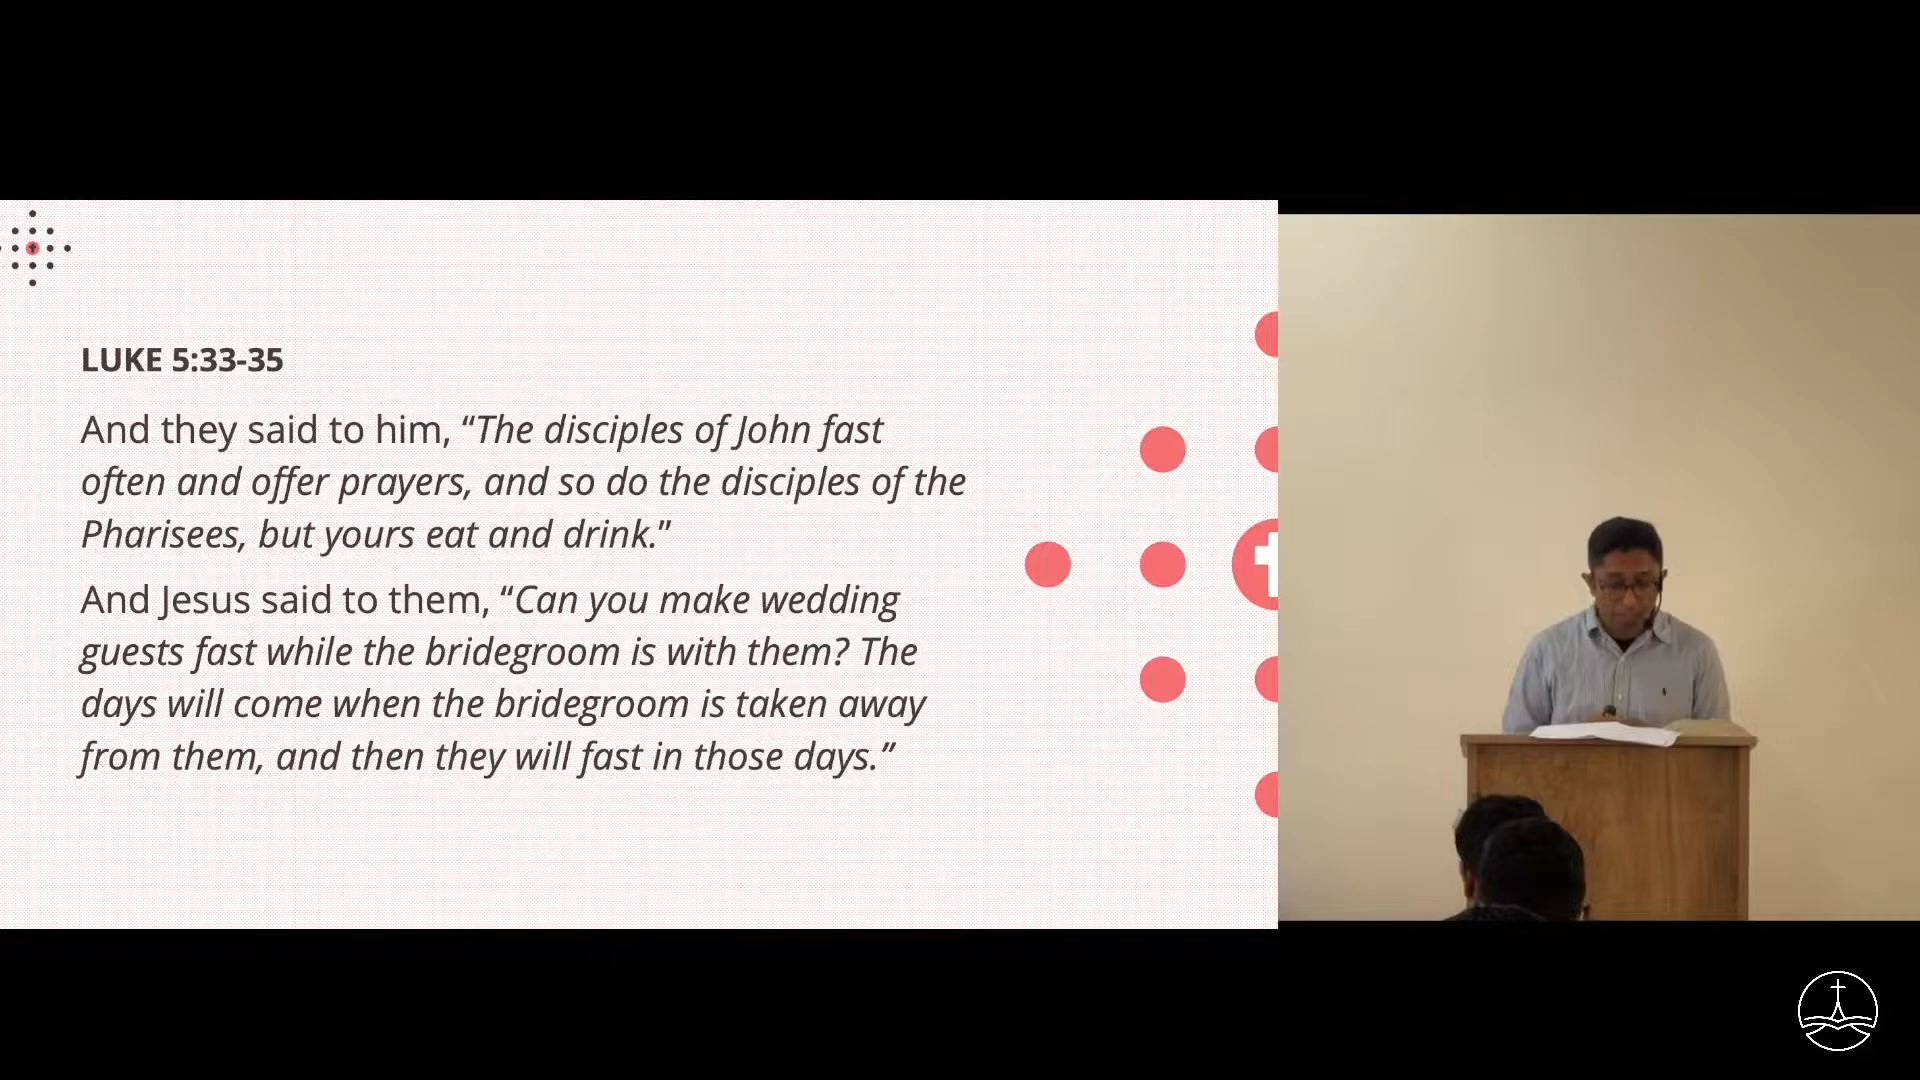 LUKE 5:33-35
And they said to him, “The disciples of John fast
often and offer prayers, and so do the disciples of the
Pharisees, but yours eat and drink.”
And Jesus said to them, “Can you make wedding
guests fast while the bridegroom is with them? The
days will come when the bridegroom is taken away
from them, and then they will fast in those days.”